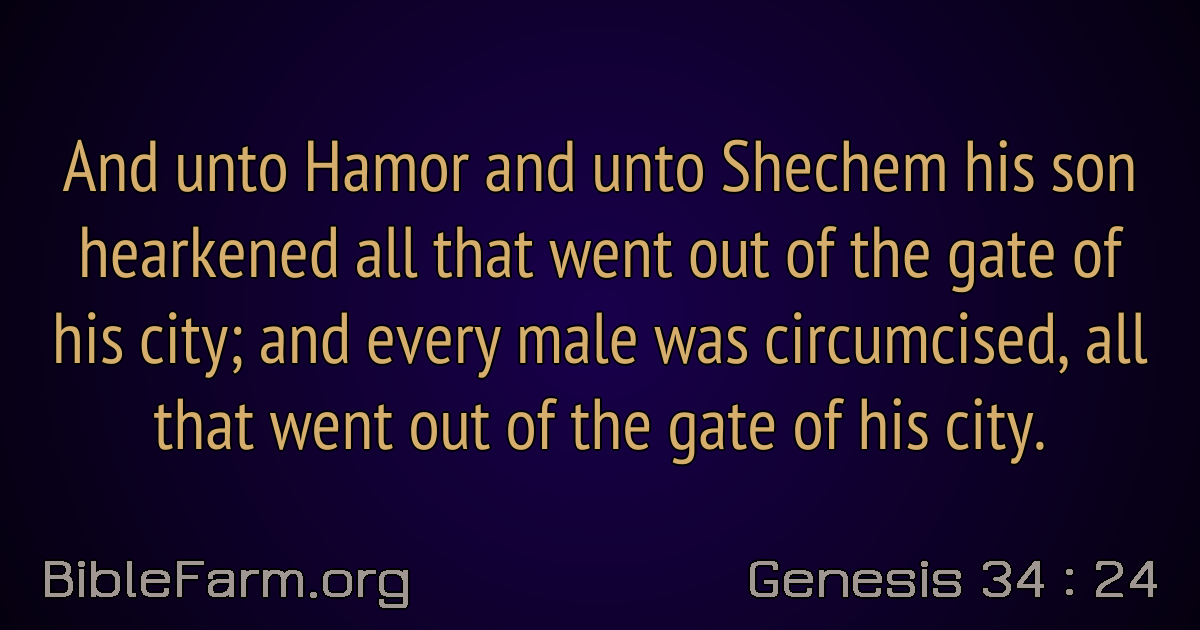 And unto Hamor and unto Shechem his son
hearkened all that went out of the gate of
his city; and every male was circumcised, all
that went out of the gate of his city.
BibleFarm.org
Genesis 34 : 24